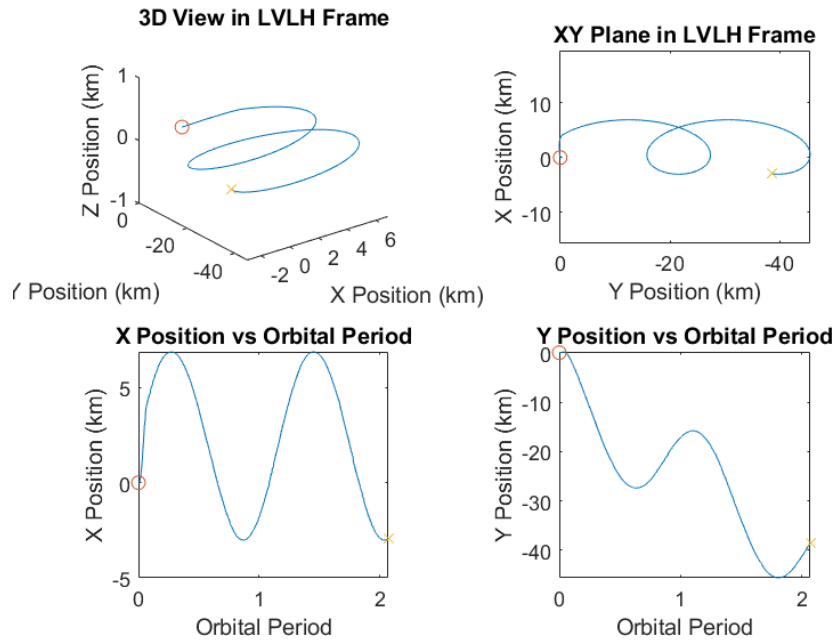 3D View in LVLH Frame
Z Position (km)
1
0
-1
0
-20
-40
Y Position (km)
-2
0
2
4
6
X Position (km)
XY Plane in LVLH Frame
X Position (km)
10
0
-10
0
-20
-40
Y Position (km)
X Position vs Orbital Period
X Position (km)
5
0
-5
0
1
2
Orbital Period
Y Position vs Orbital Period
Y Position (km)
0
-10
-20
-30
-40
0
1
2
Orbital Period